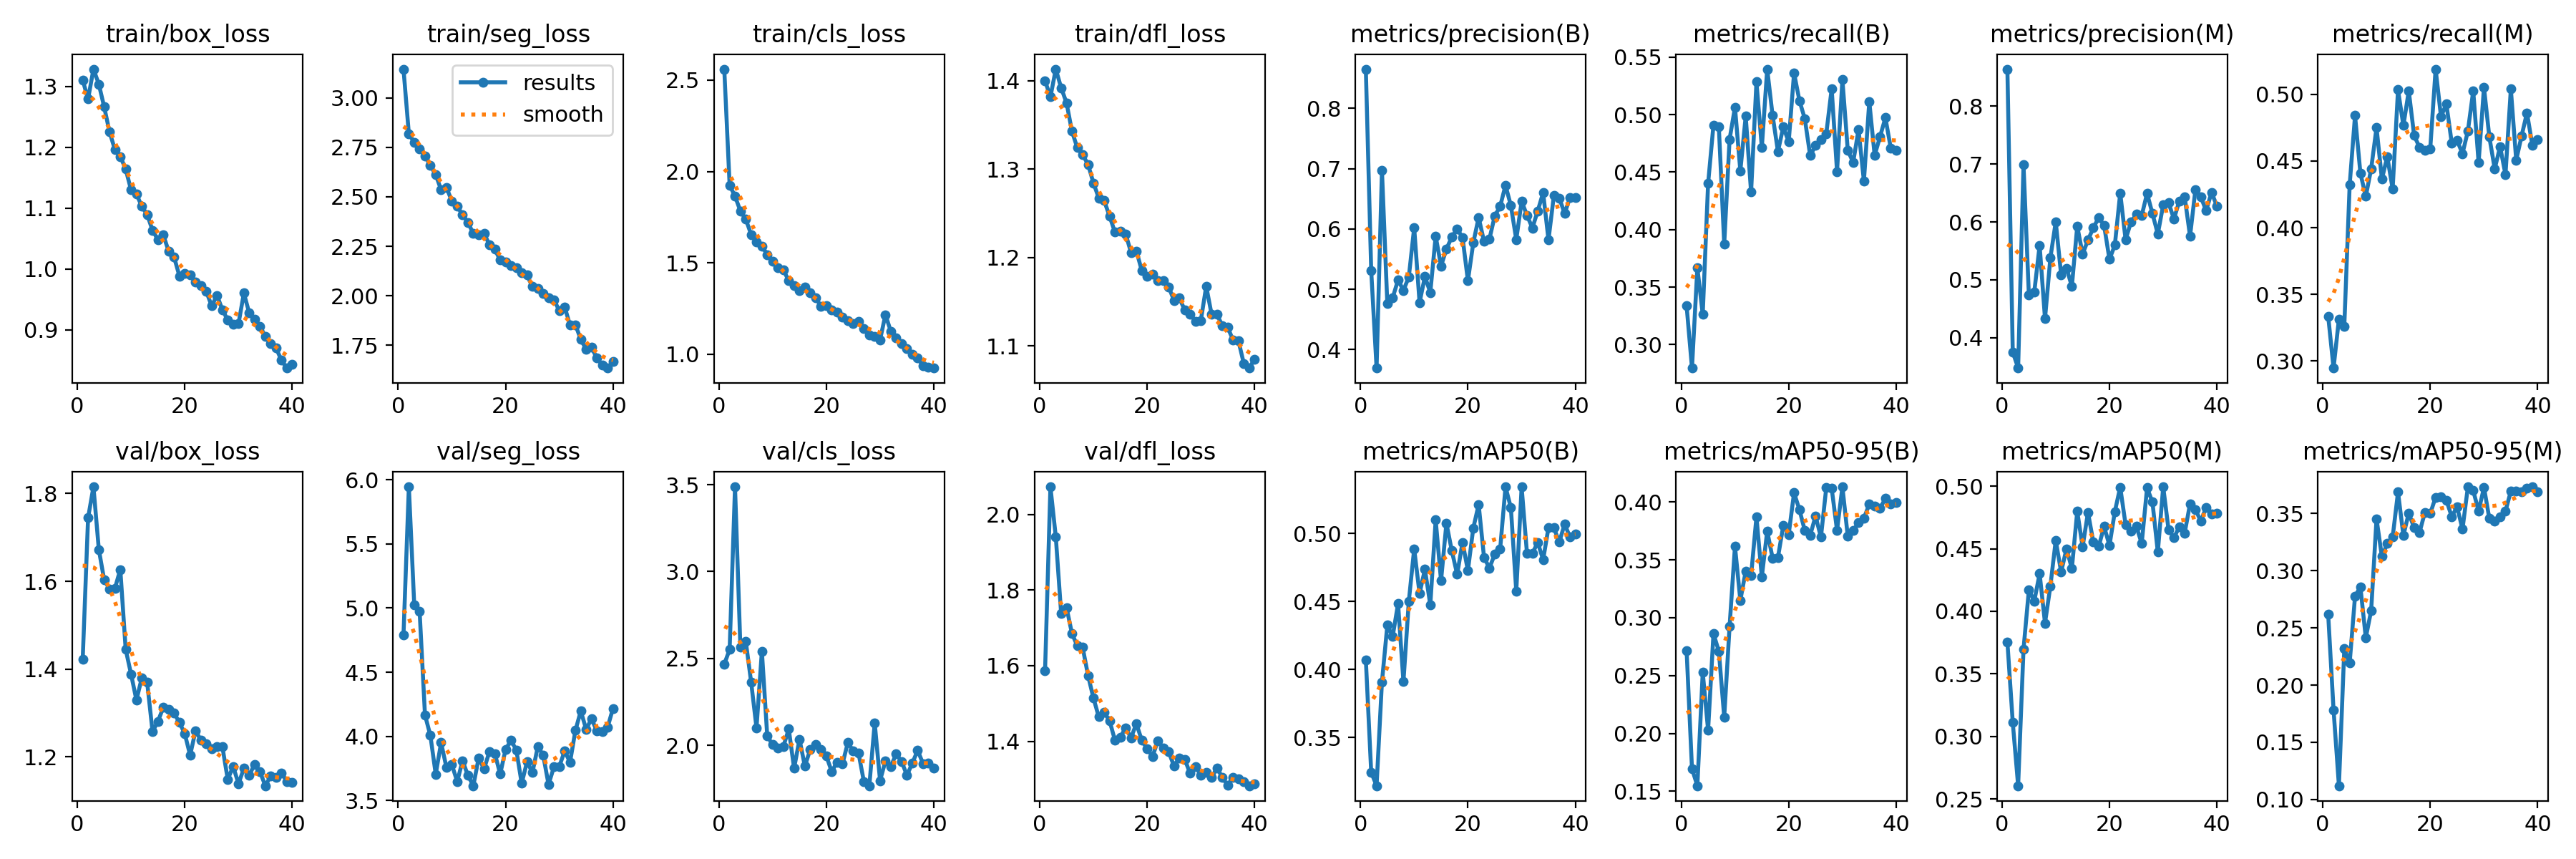 train/box_loss
1.3
1.2
1.1
1.0
0.9
0 20 40
train/seg_loss
results
smooth
3.00
2.75
2.50
2.25
2.00
1.75
0 20 40
train/cls_loss
2.5
2.0
1.5
1.0
0 20 40
train/dfl_loss
1.4
1.3
1.2
1.1
0 20 40
metrics/precision(B)
0.8
0.7
0.6
0.5
0.4
0 20 40
metrics/recall(B)
0.55
0.50
0.45
0.40
0.35
0.30
0 20 40
metrics/precision(M)
0.8
0.7
0.6
0.5
0.4
0 20 40
metrics/recall(M)
0.50
0.45
0.40
0.35
0.30
0 20 40
val/box_loss
1.8
1.6
1.4
1.2
0 20 40
val/seg_loss
6.0
5.5
5.0
4.5
4.0
3.5
0 20 40
val/cls_loss
3.5
3.0
2.5
2.0
0 20 40
val/dfl_loss
2.0
1.8
1.6
1.4
0 20 40
metrics/mAP50(B)
0.50
0.45
0.40
0.35
0 20 40
metrics/mAP50-95(B)
0.40
0.35
0.30
0.25
0.20
0.15
0 20 40
metrics/mAP50(M)
0.50
0.45
0.40
0.35
0.30
0.25
0 20 40
metrics/mAP50-95(M)
0.35
0.30
0.25
0.20
0.15
0.10
0 20 40